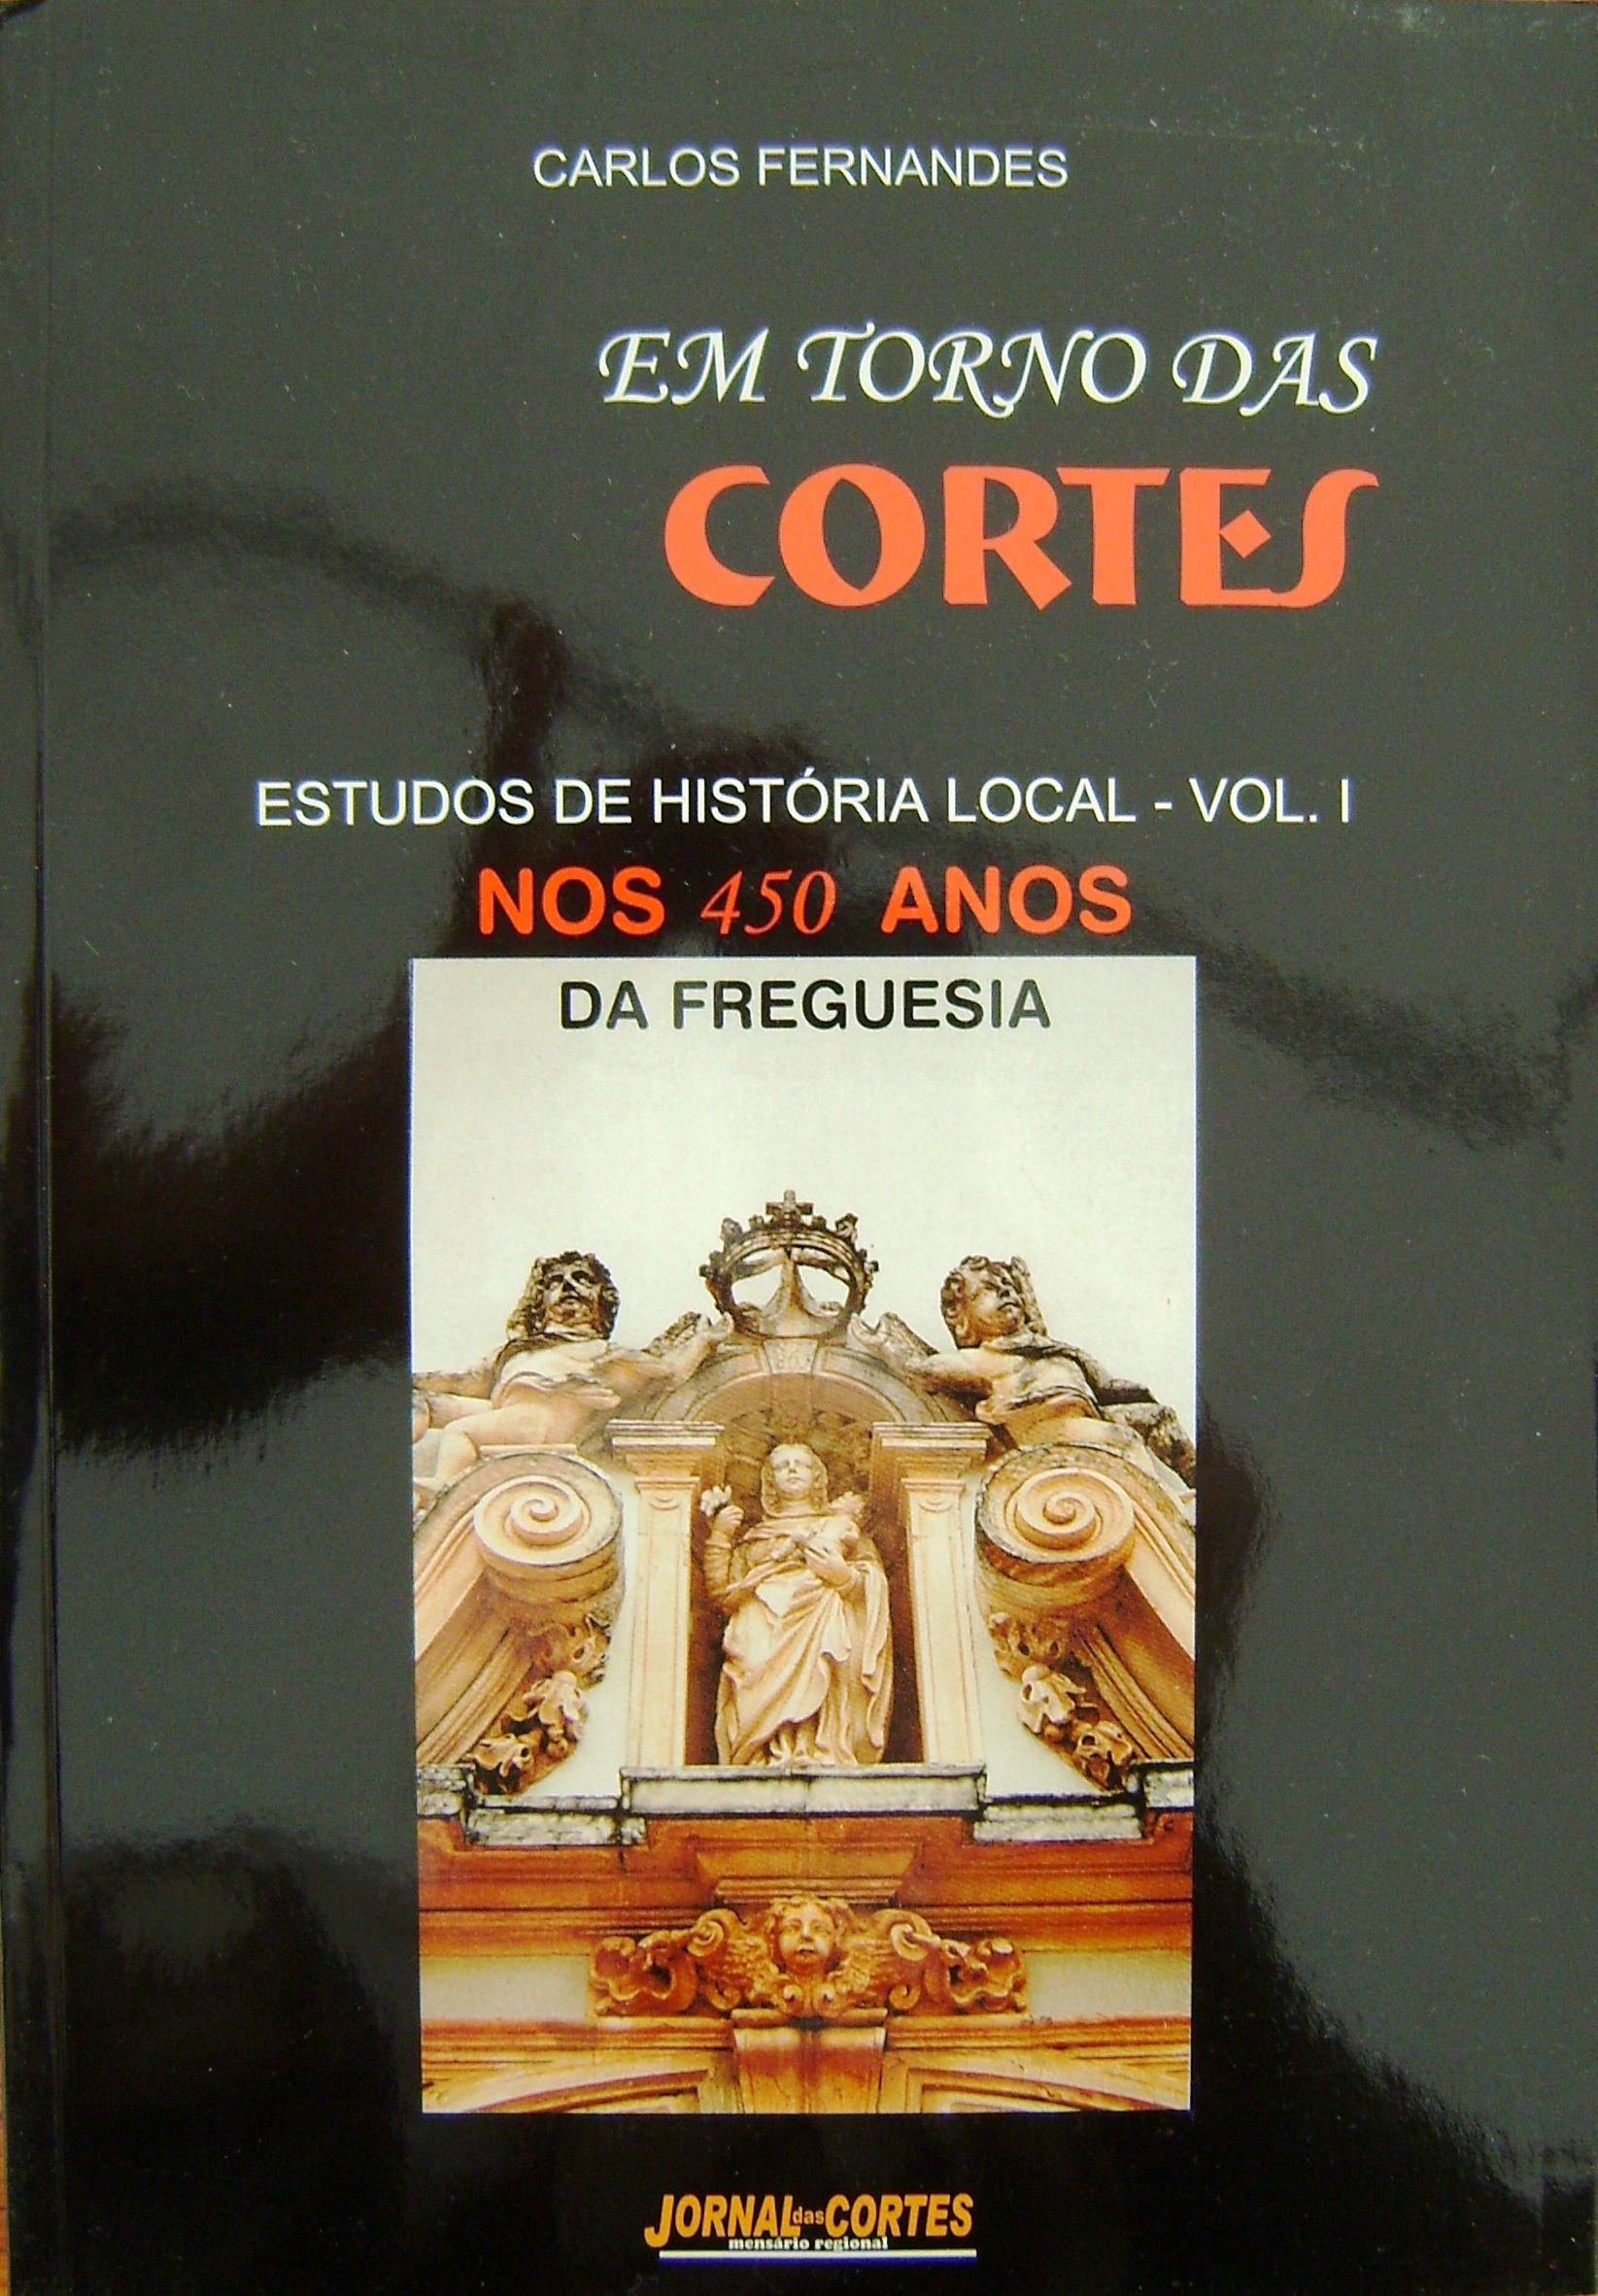 CARLOS FERNANDES
EM TORNO DAS
CORTES
ESTUDOS DE HISTÓRIA LOCAL - VOL. I
NOS 450 ANOS
DA FREGUESIA
JORNAL das CORTES
mensário regional